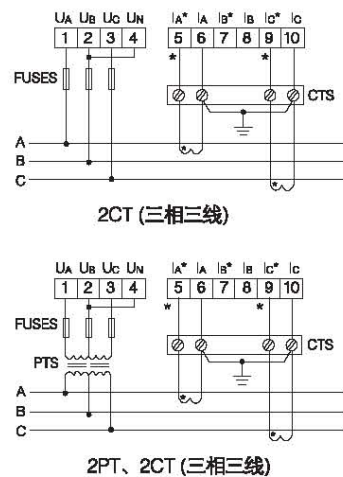 UA UB UC UN IA* IA IB* IB IC* IC
1 2 3 4 5 6 7 8 9 10
* *
FUSES
CTS
A
B
C
* *
2CT (三相三线)
UA UB UC UN IA* IA IB* IB IC* IC
1 2 3 4 5 6 7 8 9 10
* *
FUSES
CTS
PTS
A
B
C
* *
2PT、2CT (三相三线)